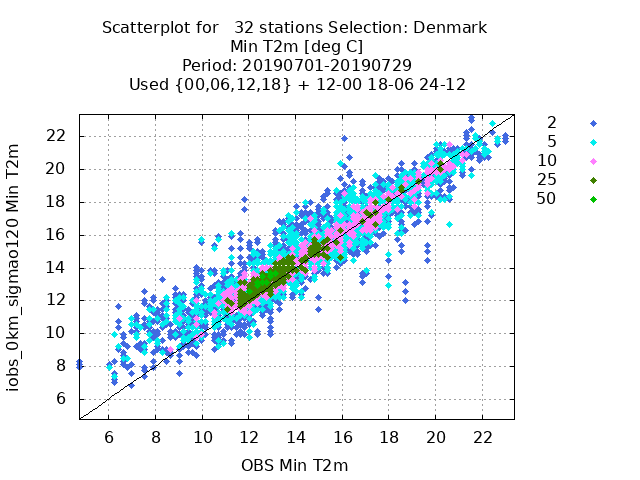 Scatterplot for   32 stations Selection: Denmark
Min T2m [deg C]
Period: 20190701-20190729
Used {00,06,12,18} + 12-00 18-06 24-12
2
5
10
25
50
iobs_0km_sigmao120 Min T2m
22
20
18
16
14
12
10
8
6
6 8 10 12 14 16 18 20 22
OBS Min T2m